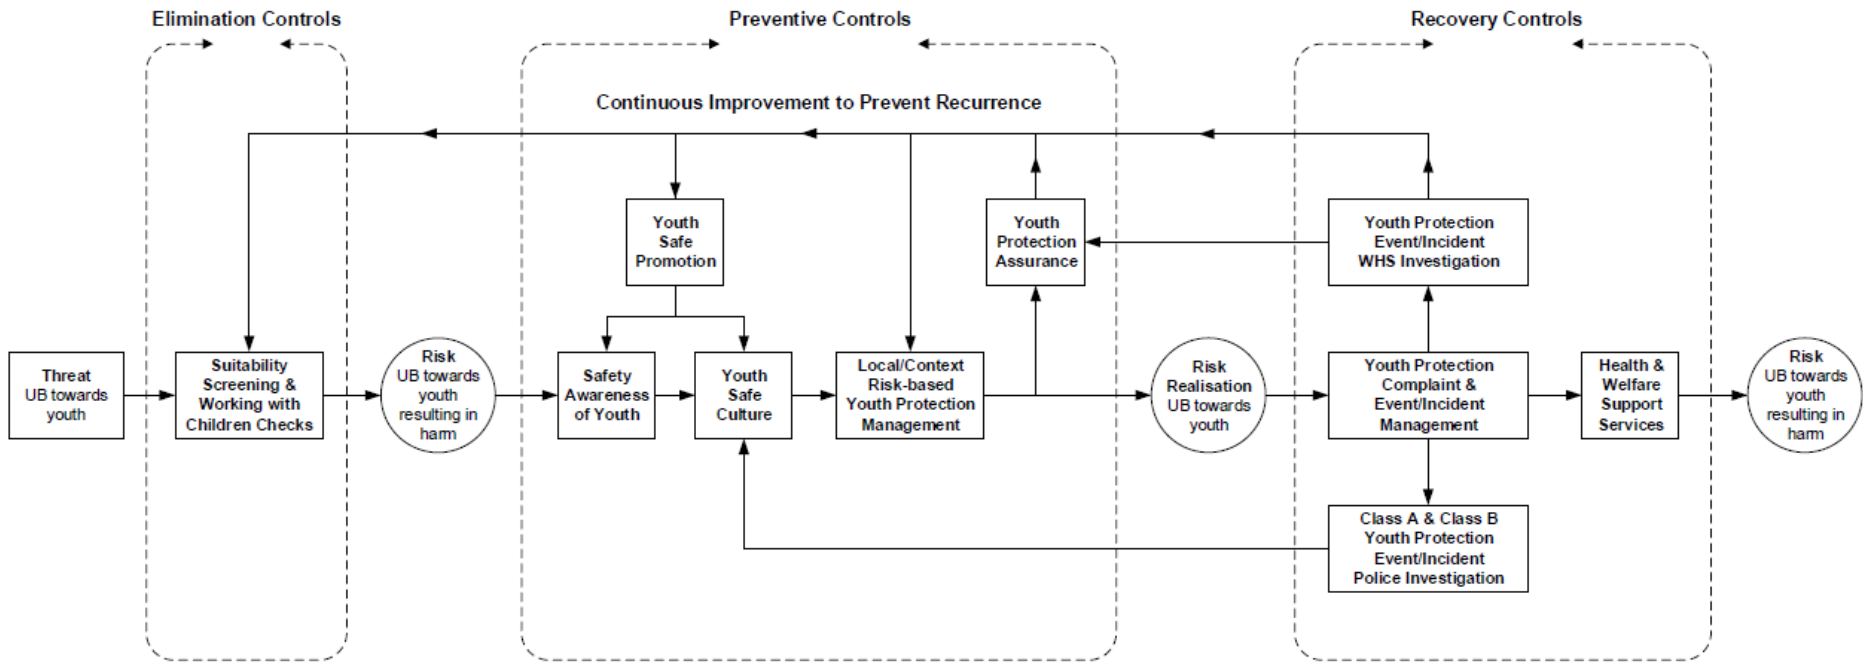 Elimination Controls
Preventive Controls
Recovery Controls
Continuous Improvement to Prevent Recurrence
Youth
Safe
Promotion
Youth
Protection
Assurance
Youth Protection
Event/Incident
WHS Investigation
Threat
UB towards
youth
Suitability
Screening &
Working with
Children Checks
Risk
UB towards
youth
resulting in
harm
Safety
Awareness
of Youth
Youth
Safe
Culture
Local/Context
Risk-based
Youth Protection
Management
Risk
Realisation
UB towards
youth
Youth Protection
Complaint &
Event/Incident
Management
Health &
Welfare
Support
Services
Risk
UB towards
youth
resulting in
harm
Class A & Class B
Youth Protection
Event/Incident
Police Investigation